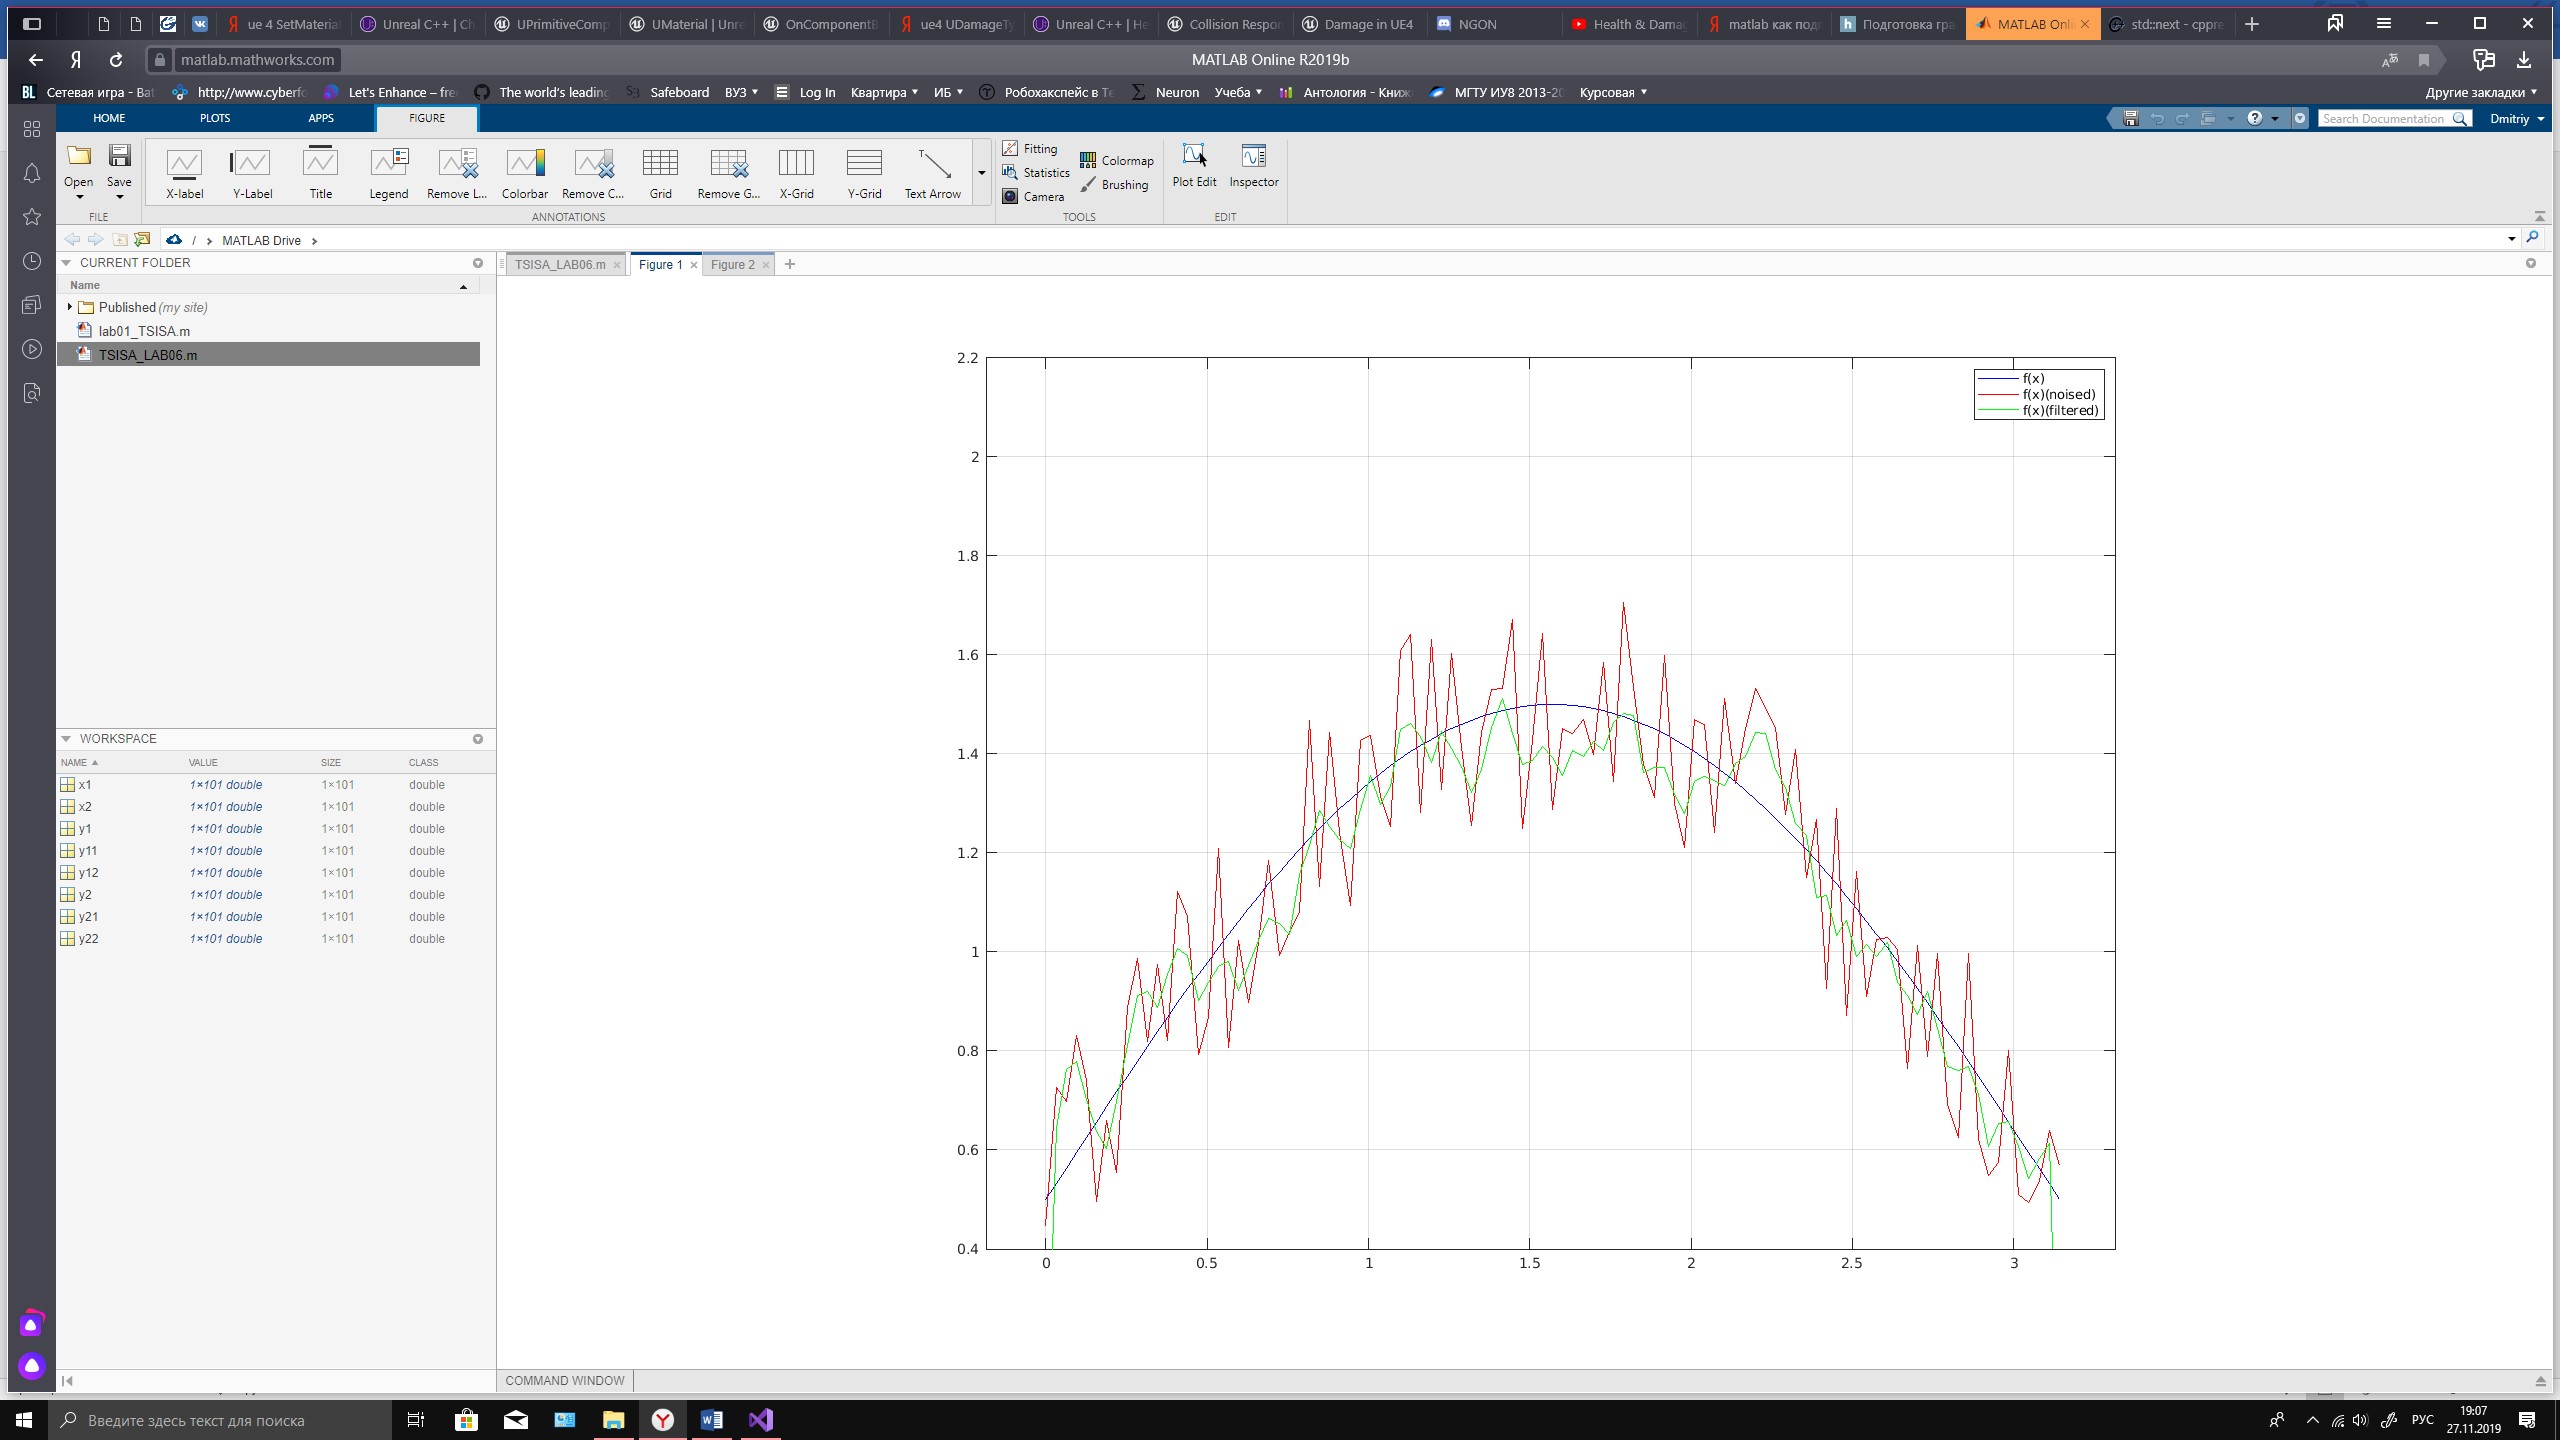 ue 4 SetMaterial
Unreal C++ | Ch
UPrimitiveComp
UMaterial | Unre
OnComponentB
ue4 UDamageTy
Unreal C++ | He
Collision Respon
Damage in UE4
NGON
Health & Damag
matlab как под
Подготовка гра
MATLAB Onli
std::next - cppre
matlab.mathworks.com
MATLAB Online R2019b
Сетевая игра - Bat
http://www.cyberfo
Let's Enhance – free
The world's leading
Safeboard
ВУЗ
Log In
Квартира
ИБ
Робохакспейс в Те
Neuron
Учеба
Антология - Книж
МГТУ ИУ8 2013-20
Курсовая
Другие закладки
HOME
PLOTS
APPS
FIGURE
Search Documentation
Dmitriy
Open
Save
X-label
Y-Label
Title
Legend
Remove L...
Colorbar
Remove C...
Grid
Remove G...
X-Grid
Y-Grid
Text Arrow
Fitting
Statistics
Camera
Colormap
Brushing
Plot Edit
Inspector
FILE
ANNOTATIONS
TOOLS
EDIT
/ MATLAB Drive
CURRENT FOLDER
Name
Published (my site)
lab01_TSISA.m
TSISA_LAB06.m
WORKSPACE
NAME VALUE SIZE CLASS
x1 1×101 double 1×101 double
x2 1×101 double 1×101 double
y1 1×101 double 1×101 double
y11 1×101 double 1×101 double
y12 1×101 double 1×101 double
y2 1×101 double 1×101 double
y21 1×101 double 1×101 double
y22 1×101 double 1×101 double
TSISA_LAB06.m
Figure 1
Figure 2
f(x)
f(x)(noised)
f(x)(filtered)
2.2
2
1.8
1.6
1.4
1.2
1
0.8
0.6
0.4
0 0.5 1 1.5 2 2.5 3
COMMAND WINDOW
Введите здесь текст для поиска
РУС
19:07
27.11.2019